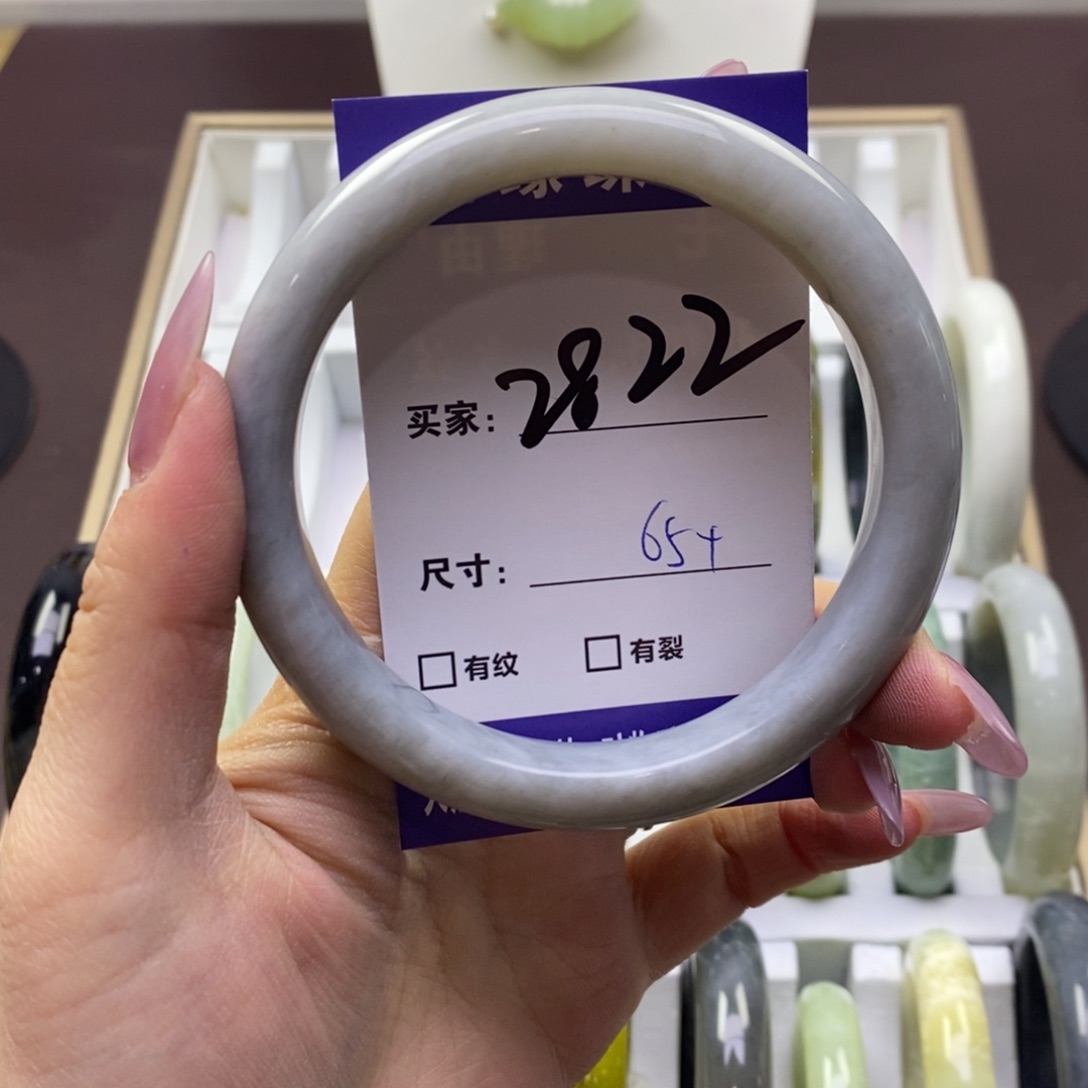 买家: 2822
尺寸: 65+
□有纹 □有裂